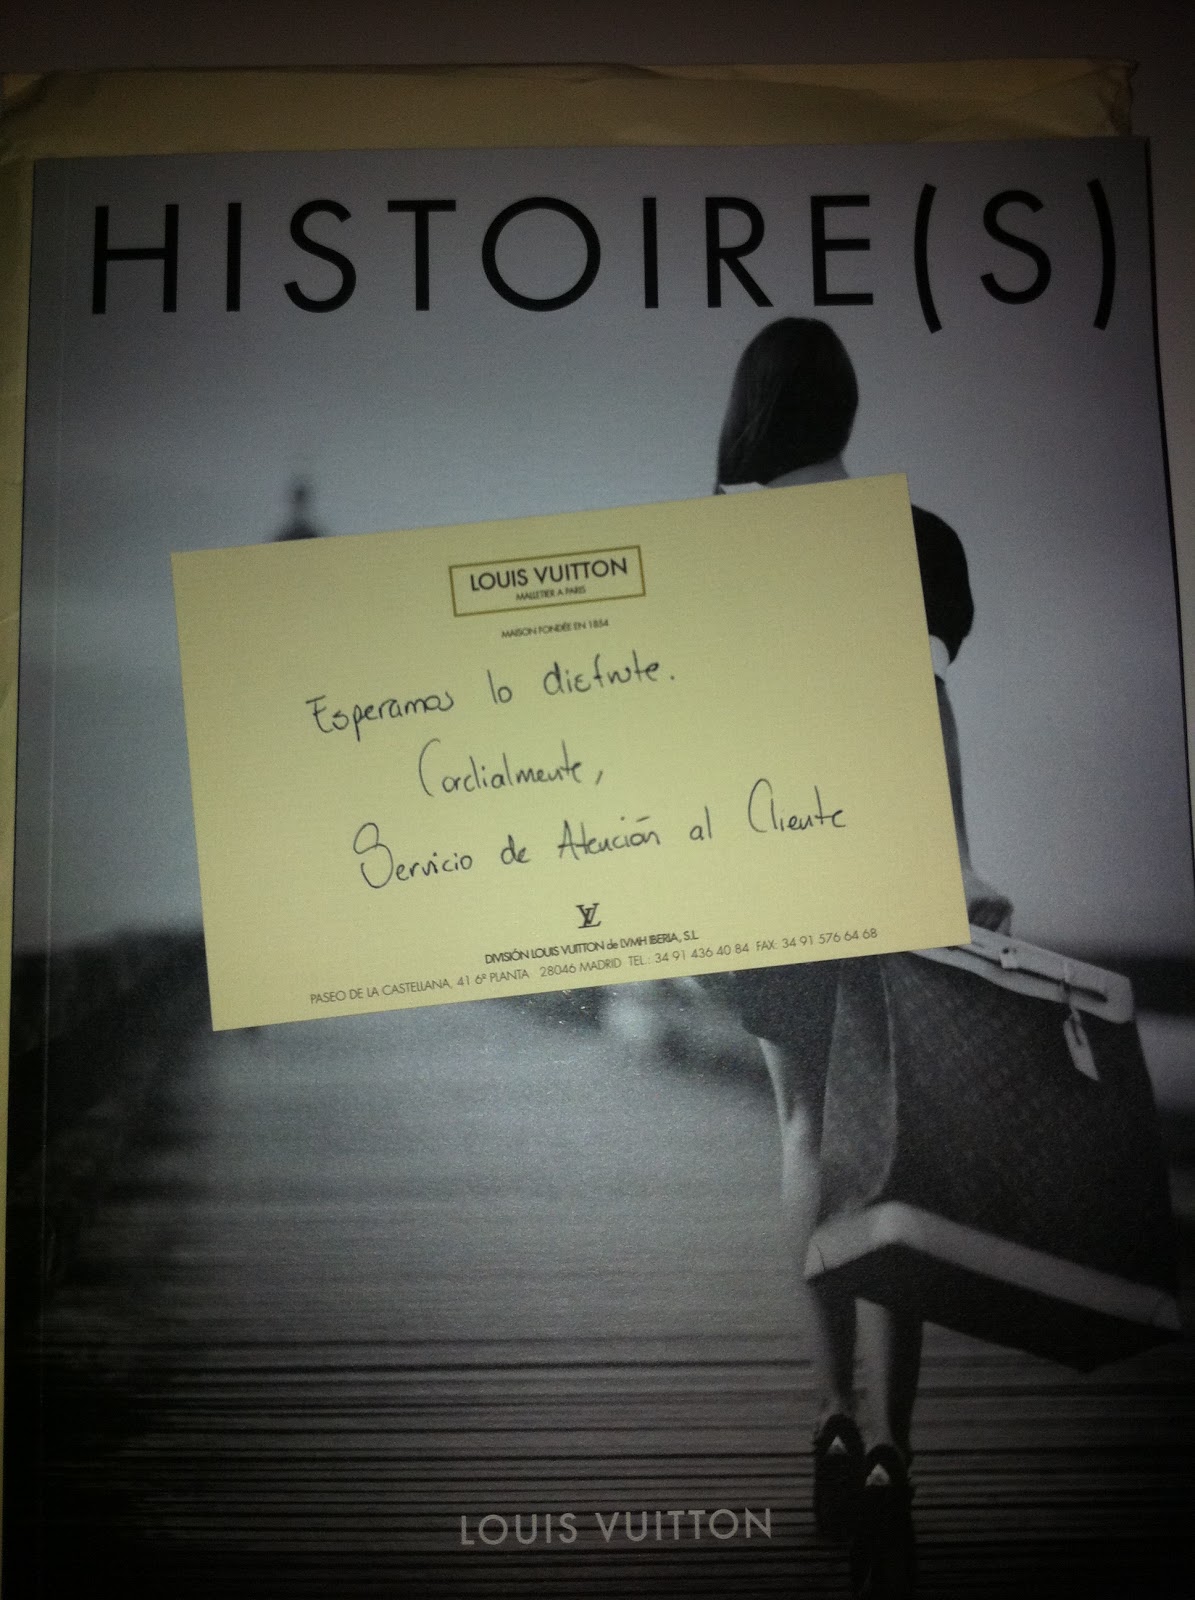 HISTOIRE(S)
LOUIS VUITTON
MALLETIER A PARIS
MAISON FONDÉE EN 1854
Esperamos lo disfrute.
Cordialmente,
Servicio de Atención al Cliente
LV
DIVISIÓN LOUIS VUITTON de LVMH IBERIA, S.L
PASEO DE LA CASTELLANA, 41 6ª PLANTA 28046 MADRID TEL.: 34 91 436 40 84 FAX: 34 91 576 64 68
LOUIS VUITTON